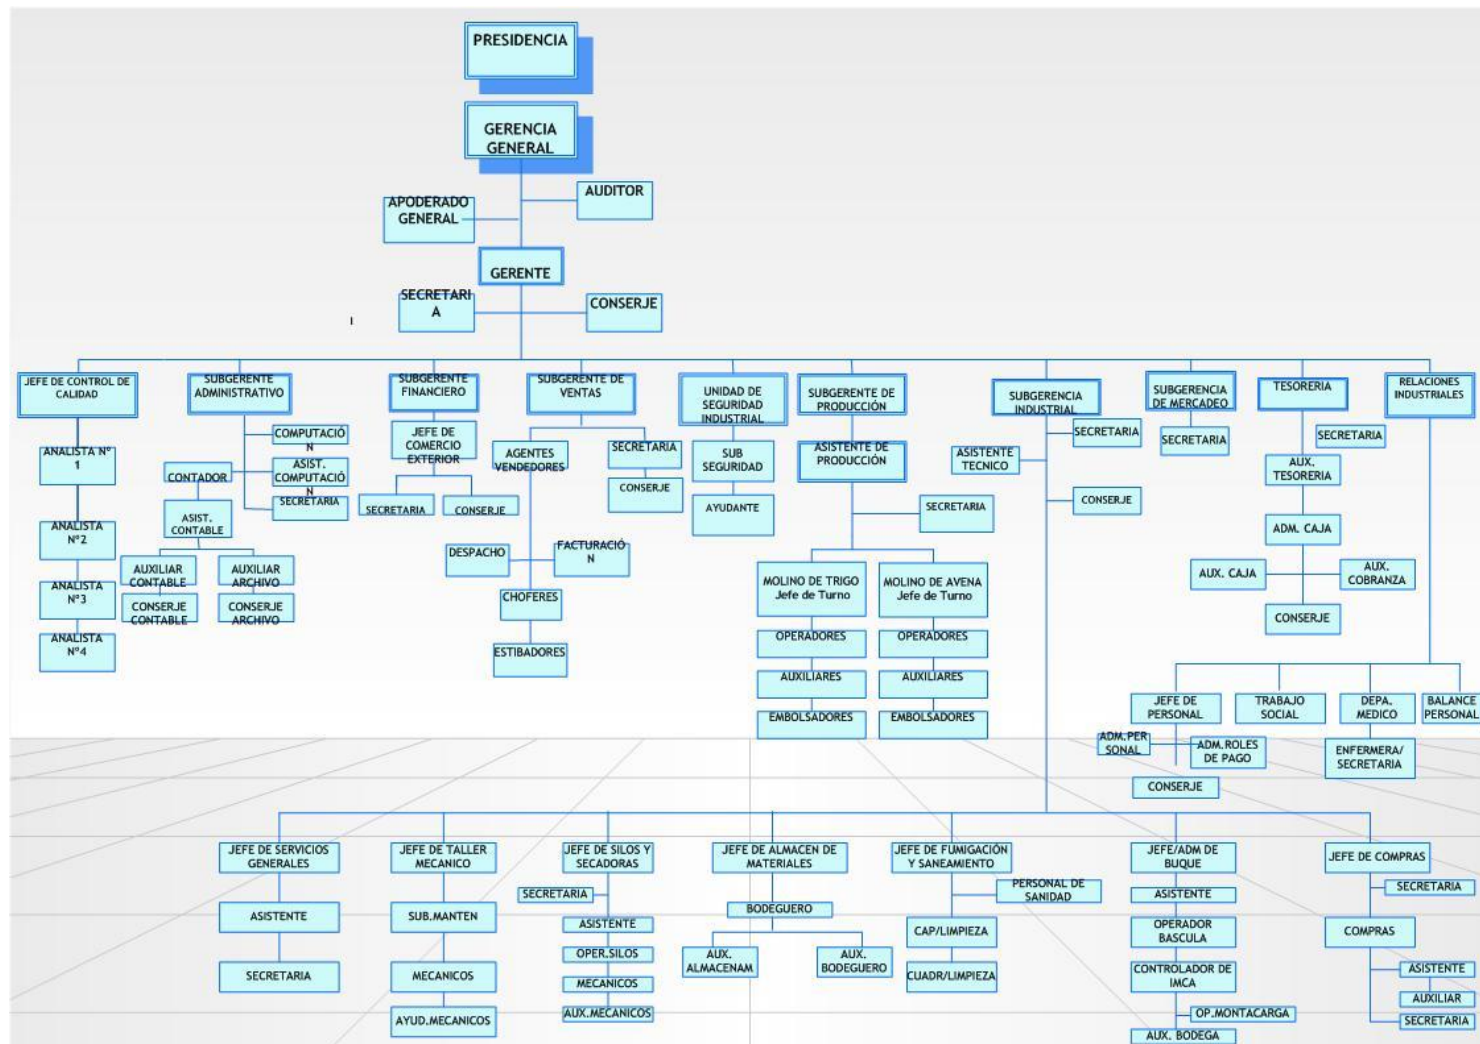 PRESIDENCIA
GERENCIA
GENERAL
AUDITOR
APODERADO
GENERAL
GERENTE
SECRETARI
A
CONSERJE
I
JEFE DE CONTROL DE
CALIDAD
ANALISTA Nº
1
ANALISTA
Nº2
ANALISTA
Nº3
ANALISTA
Nº4
SUBGERENTE
ADMINISTRATIVO
COMPUTACIÓ
N
CONTADOR
ASIST.
COMPUTACIÓ
N
SECRETARIA
ASIST.
CONTABLE
AUXILIAR
CONTABLE
CONSERJE
CONTABLE
AUXILIAR
ARCHIVO
CONSERJE
ARCHIVO
SUBGERENTE
FINANCIERO
JEFE DE
COMERCIO
EXTERIOR
SECRETARIA
CONSERJE
SUBGERENTE DE
VENTAS
AGENTES
VENDEDORES
SECRETARIA
CONSERJE
DESPACHO
FACTURACIÓ
N
CHOFERES
ESTIBADORES
UNIDAD DE
SEGURIDAD
INDUSTRIAL
SUB
SEGURIDAD
AYUDANTE
SUBGERENTE DE
PRODUCCIÓN
ASISTENTE DE
PRODUCCIÓN
SECRETARIA
MOLINO DE TRIGO
Jefe de Turno
OPERADORES
AUXILIARES
EMBOLSADORES
MOLINO DE AVENA
Jefe de Turno
OPERADORES
AUXILIARES
EMBOLSADORES
SUBGERENCIA
INDUSTRIAL
SECRETARIA
ASISTENTE
TECNICO
CONSERJE
SUBGERENCIA
DE MERCADEO
SECRETARIA
TESORERIA
SECRETARIA
AUX.
TESORERIA
ADM. CAJA
AUX. CAJA
AUX.
COBRANZA
CONSERJE
RELACIONES
INDUSTRIALES
JEFE DE
PERSONAL
ADM.PER
SONAL
ADM.ROLES
DE PAGO
CONSERJE
TRABAJO
SOCIAL
DEPA.
MEDICO
ENFERMERA/
SECRETARIA
BALANCE
PERSONAL
JEFE DE SERVICIOS
GENERALES
ASISTENTE
SECRETARIA
JEFE DE TALLER
MECANICO
SUB.MANTEN
MECANICOS
AYUD.MECANICOS
JEFE DE SILOS Y
SECADORAS
SECRETARIA
ASISTENTE
OPER.SILOS
MECANICOS
AUX.MECANICOS
JEFE DE ALMACEN DE
MATERIALES
BODEGUERO
AUX.
ALMACENAM
AUX.
BODEGUERO
JEFE DE FUMIGACIÓN
Y SANEAMIENTO
PERSONAL DE
SANIDAD
CAP/LIMPIEZA
CUADR/LIMPIEZA
JEFE/ADM DE
BUQUE
ASISTENTE
OPERADOR
BASCULA
CONTROLADOR DE
IMCA
OP.MONTACARGA
AUX. BODEGA
JEFE DE COMPRAS
SECRETARIA
COMPRAS
ASISTENTE
AUXILIAR
SECRETARIA